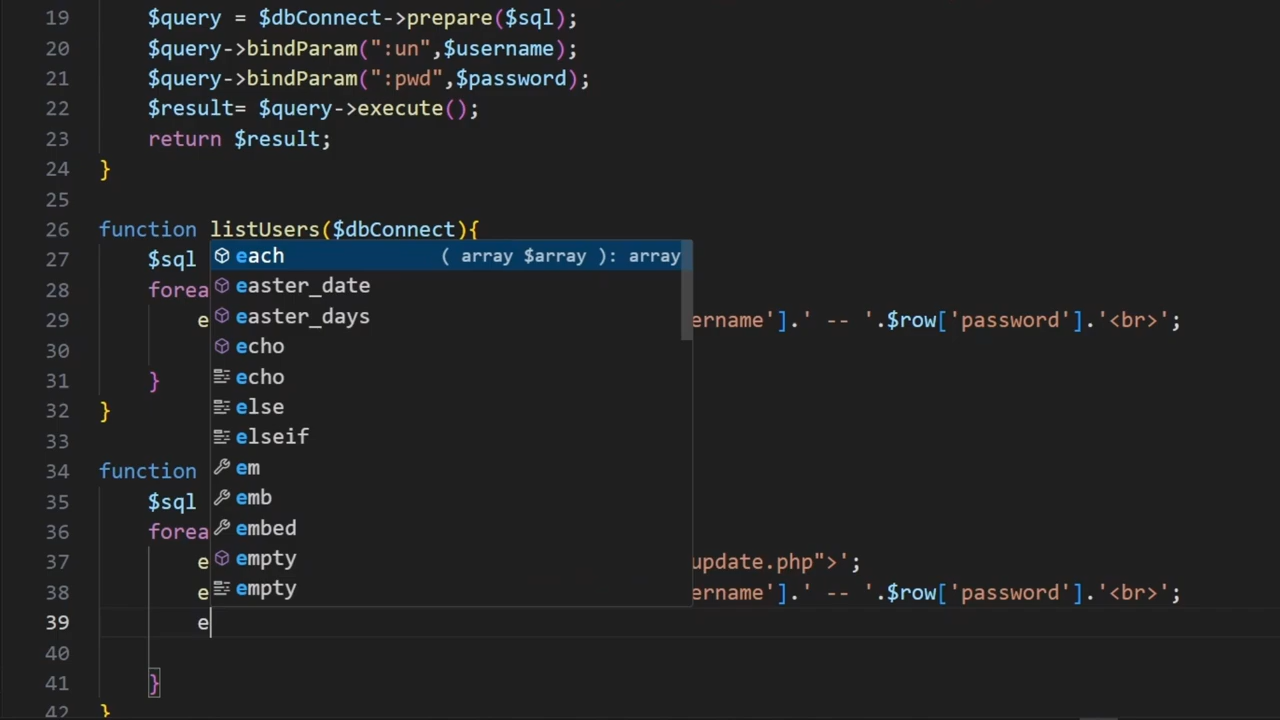 19 $query = $dbConnect->prepare($sql);
20 $query->bindParam(":un",$username);
21 $query->bindParam(":pwd",$password);
22 $result= $query->execute();
23 return $result;
24 }
25
26 function listUsers($dbConnect){
27 $sql each ( array $array ): array
28 forea easter_date
29 e easter_days ername'].' -- '.$row['password'].'<br>';
30 echo
31 } echo
32 } else
33 elseif
34 function em
35 $sql emb
36 forea embed
37 e empty update.php">';
38 e empty ername'].' -- '.$row['password'].'<br>';
39 e
40
41 }
42 }